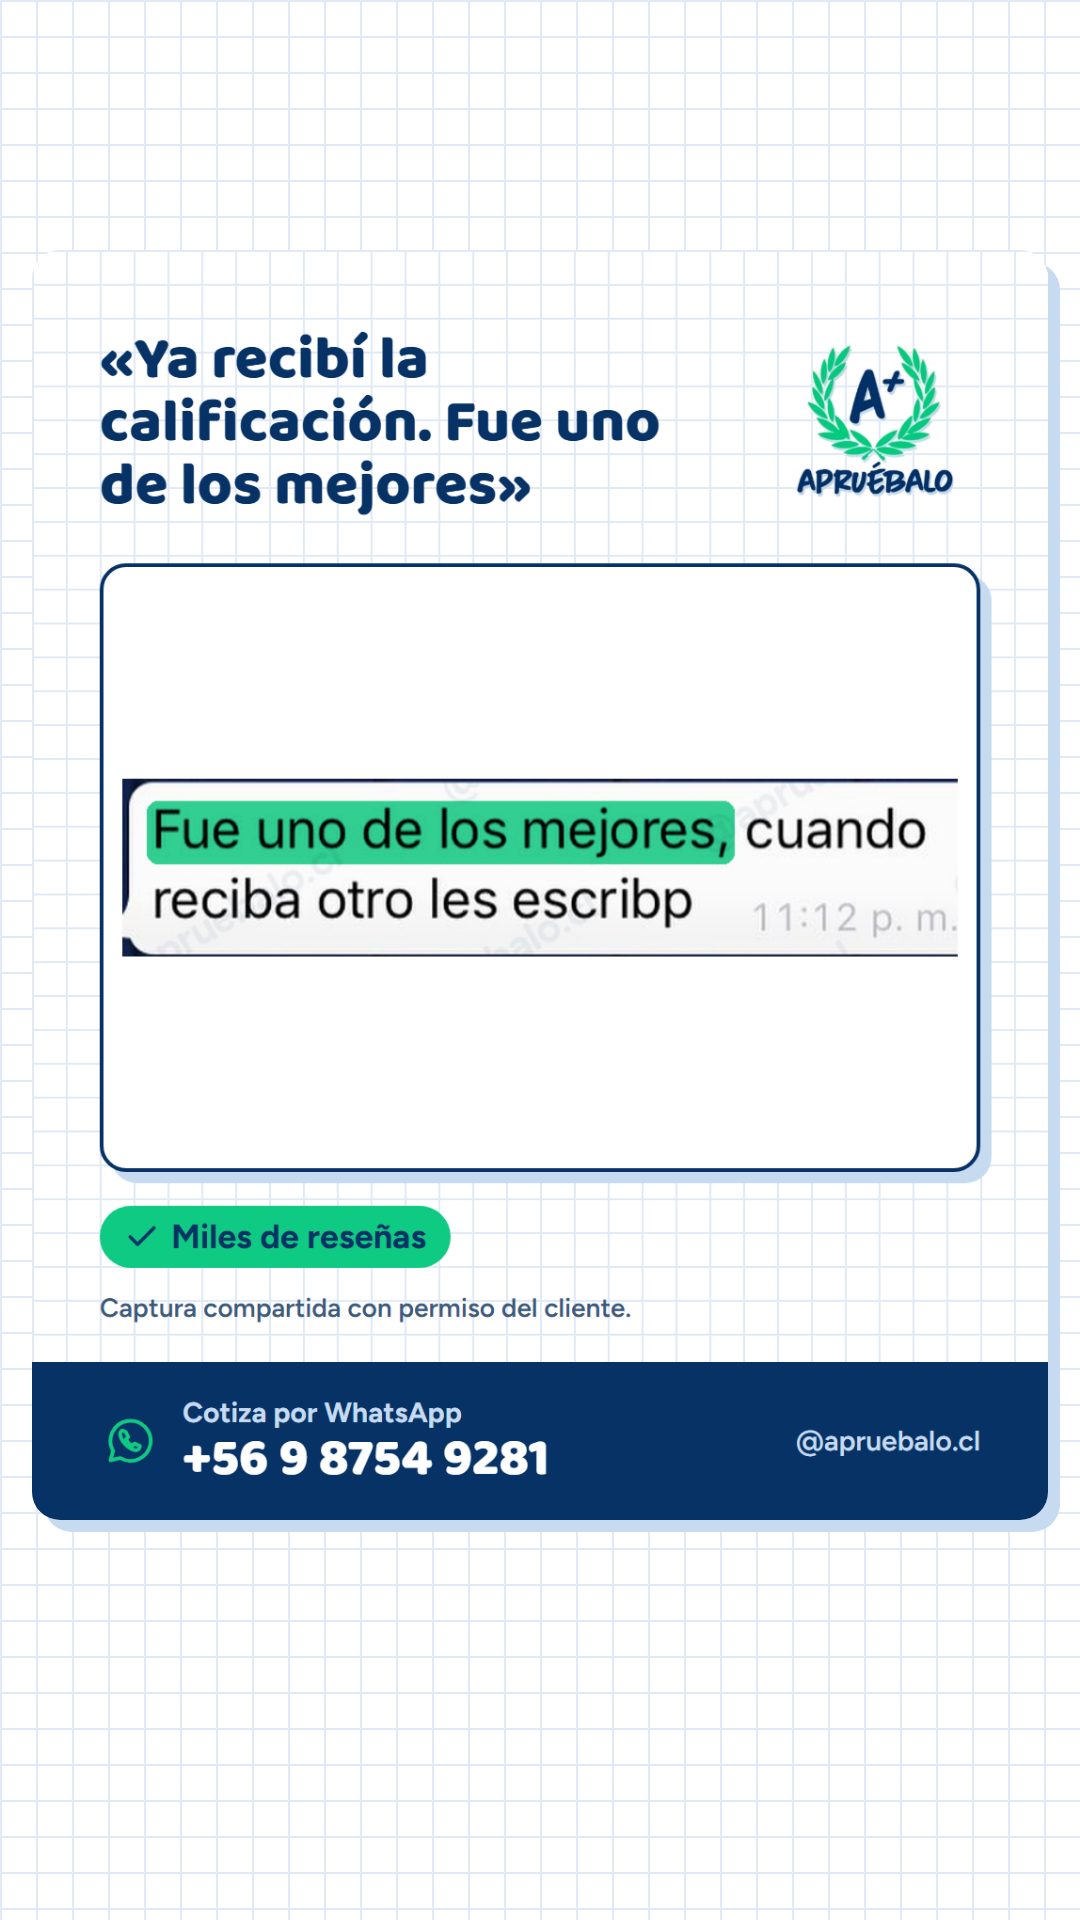 «Ya recibí la
calificación. Fue uno
de los mejores»
A+
APRUÉBALO
Fue uno de los mejores, cuando
reciba otro les escribp
11:12 p. m.
Miles de reseñas
Captura compartida con permiso del cliente.
Cotiza por WhatsApp
+56 9 8754 9281
@apruebalo.cl